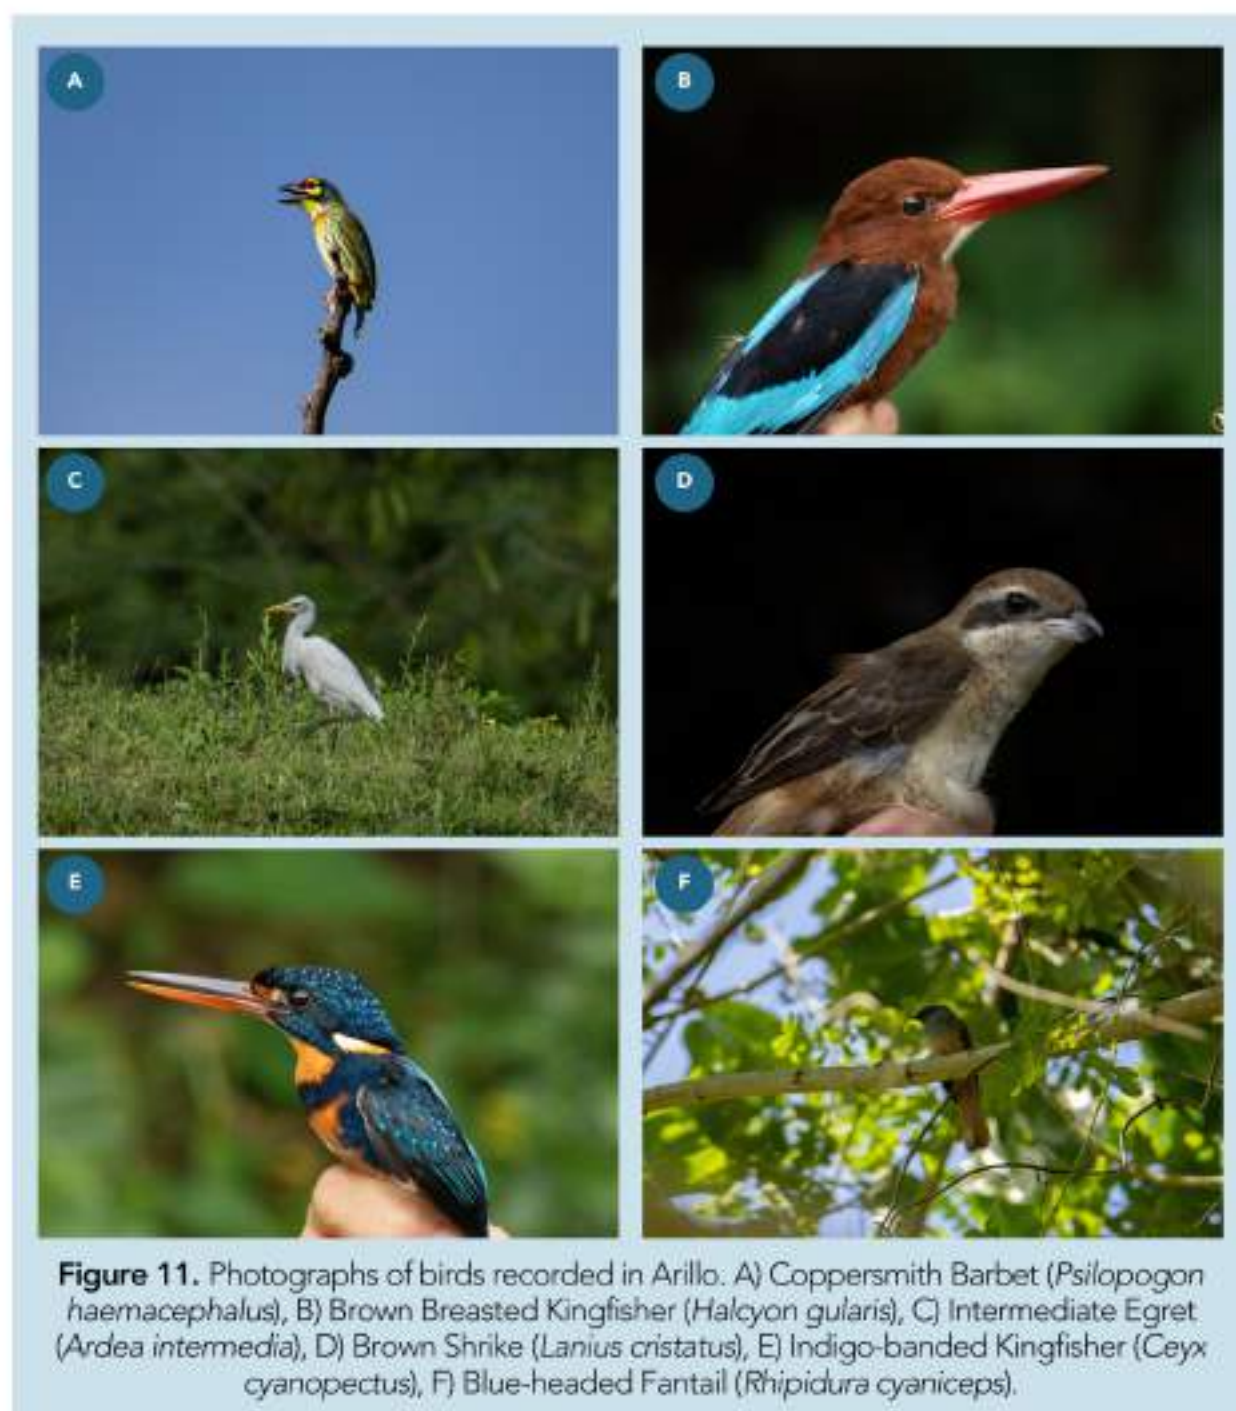 A
B
C
D
E
F
Figure 11. Photographs of birds recorded in Arillo. A) Coppersmith Barbet (Psilopogon
haemacephalus), B) Brown Breasted Kingfisher (Halcyon gularis), C) Intermediate Egret
(Ardea intermedia), D) Brown Shrike (Lanius cristatus), E) Indigo-banded Kingfisher (Ceyx
cyanopectus), F) Blue-headed Fantail (Rhipidura cyaniceps).